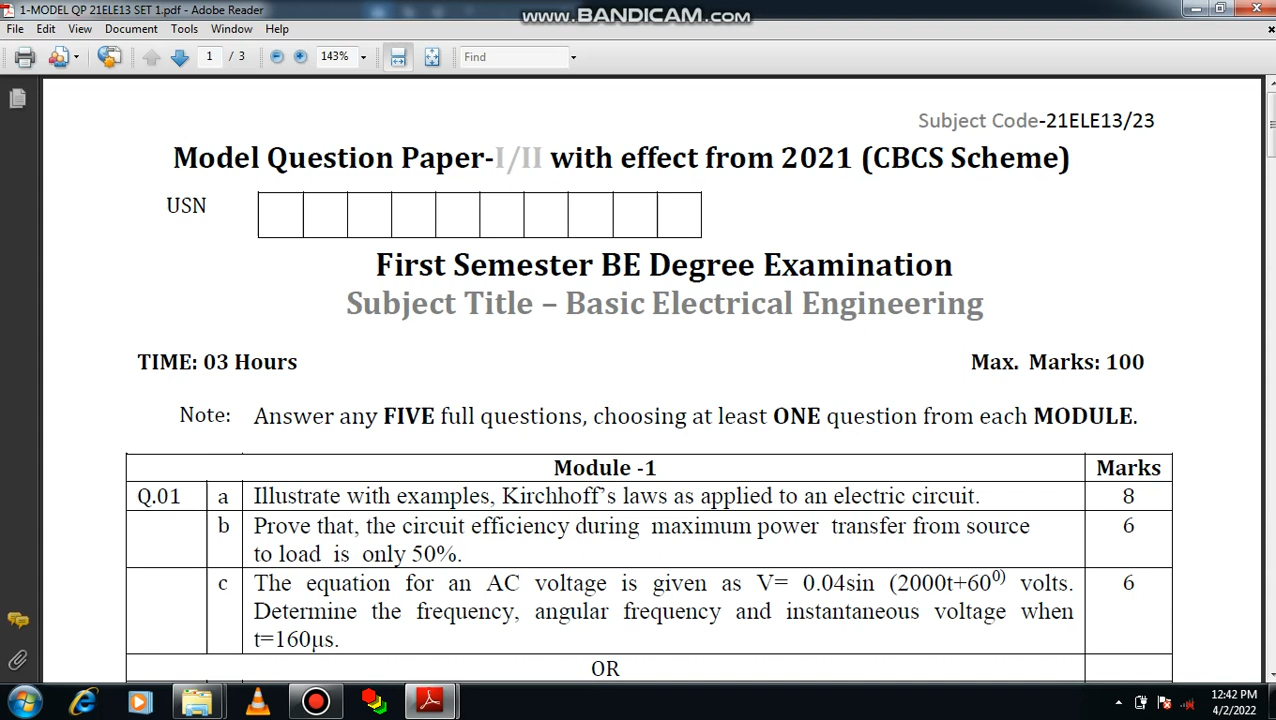 1-MODEL QP 21ELE13 SET 1.pdf - Adobe Reader
www.BANDICAM.com
File Edit View Document Tools Window Help
1 / 3 143% Find
Subject Code-21ELE13/23
Model Question Paper-I/II with effect from 2021 (CBCS Scheme)
USN
First Semester BE Degree Examination
Subject Title – Basic Electrical Engineering
TIME: 03 Hours Max. Marks: 100
Note: Answer any FIVE full questions, choosing at least ONE question from each MODULE.
Module -1 Marks
Q.01 a Illustrate with examples, Kirchhoff’s laws as applied to an electric circuit. 8
b Prove that, the circuit efficiency during maximum power transfer from source 6
to load is only 50%.
c The equation for an AC voltage is given as V= 0.04sin (2000t+60⁰⁾ volts. 6
Determine the frequency, angular frequency and instantaneous voltage when
t=160μs.
OR
12:42 PM
4/2/2022